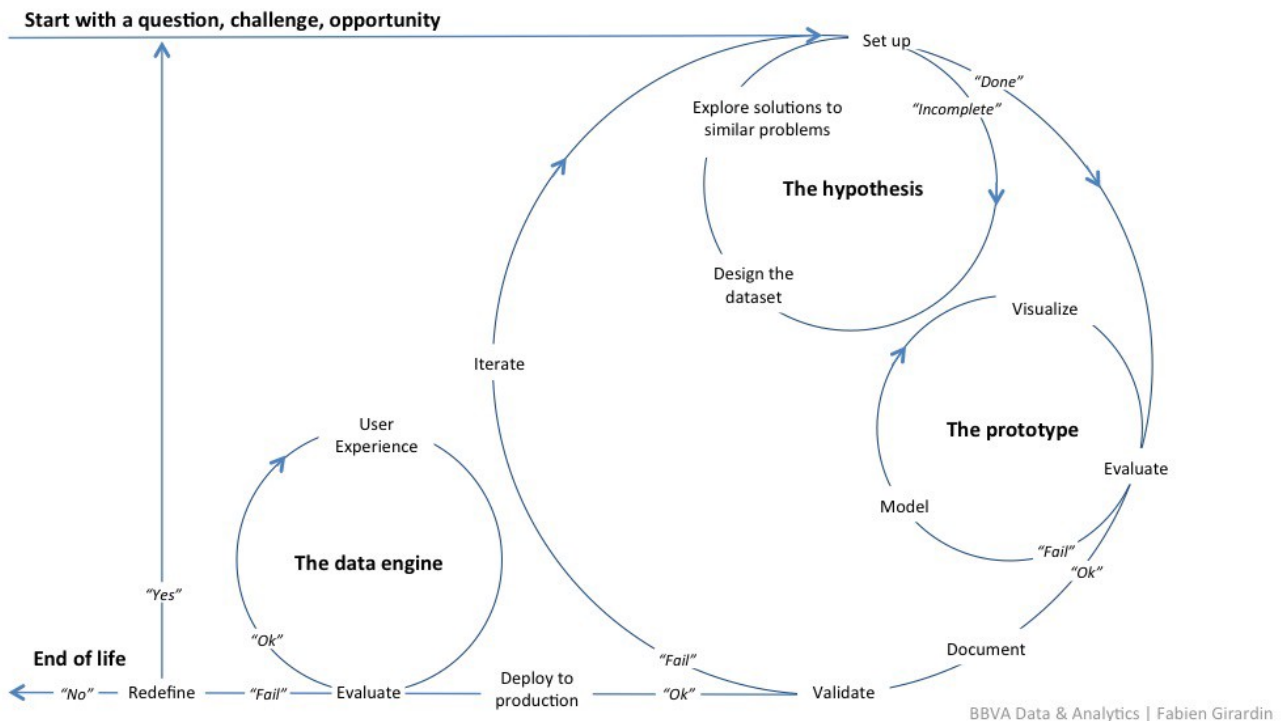 Start with a question, challenge, opportunity
Set up
“Done”
“Incomplete”
Explore solutions to
similar problems
The hypothesis
Design the
dataset
Visualize
The prototype
Evaluate
Model
“Fail”
“Ok”
Document
Iterate
User
Experience
The data engine
“Yes”
“Ok”
End of life
“No”
Redefine
“Fail”
Evaluate
Deploy to
production
“Ok”
“Fail”
Validate
BBVA Data & Analytics | Fabien Girardin